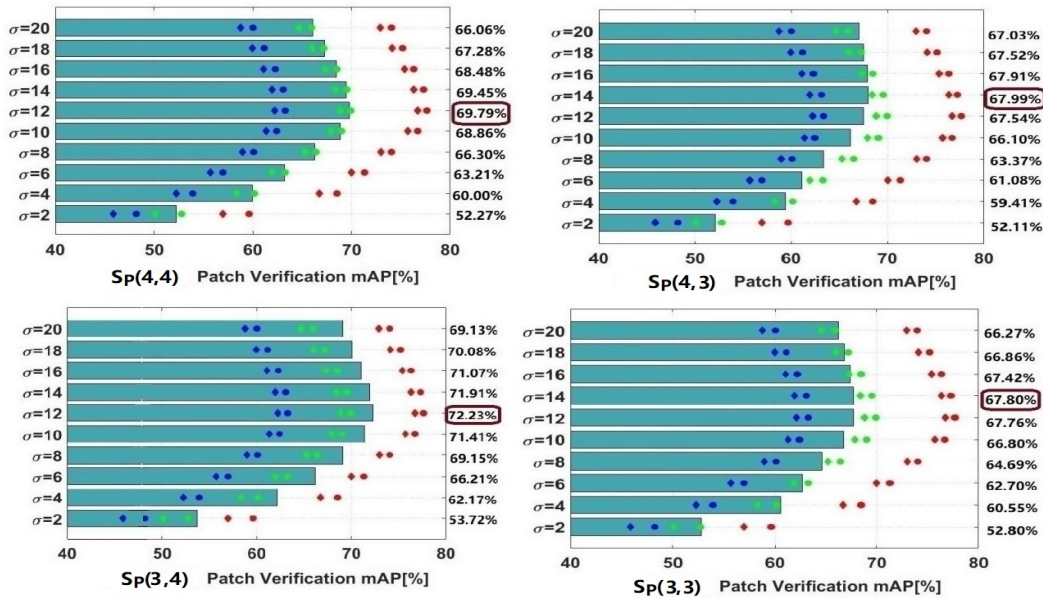 σ=20 66.06%
σ=18 67.28%
σ=16 68.48%
σ=14 69.45%
σ=12 69.79%
σ=10 68.86%
σ=8 66.30%
σ=6 63.21%
σ=4 60.00%
σ=2 52.27%
40 50 60 70 80
Sp(4,4) Patch Verification mAP[%]
σ=20 67.03%
σ=18 67.52%
σ=16 67.91%
σ=14 67.99%
σ=12 67.54%
σ=10 66.10%
σ=8 63.37%
σ=6 61.08%
σ=4 59.41%
σ=2 52.11%
40 50 60 70 80
Sp(4,3) Patch Verification mAP[%]
σ=20 69.13%
σ=18 70.08%
σ=16 71.07%
σ=14 71.91%
σ=12 72.23%
σ=10 71.41%
σ=8 69.15%
σ=6 66.21%
σ=4 62.17%
σ=2 53.72%
40 50 60 70 80
Sp(3,4) Patch Verification mAP[%]
σ=20 66.27%
σ=18 66.86%
σ=16 67.42%
σ=14 67.80%
σ=12 67.76%
σ=10 66.80%
σ=8 64.69%
σ=6 62.70%
σ=4 60.55%
σ=2 52.80%
40 50 60 70 80
Sp(3,3) Patch Verification mAP[%]